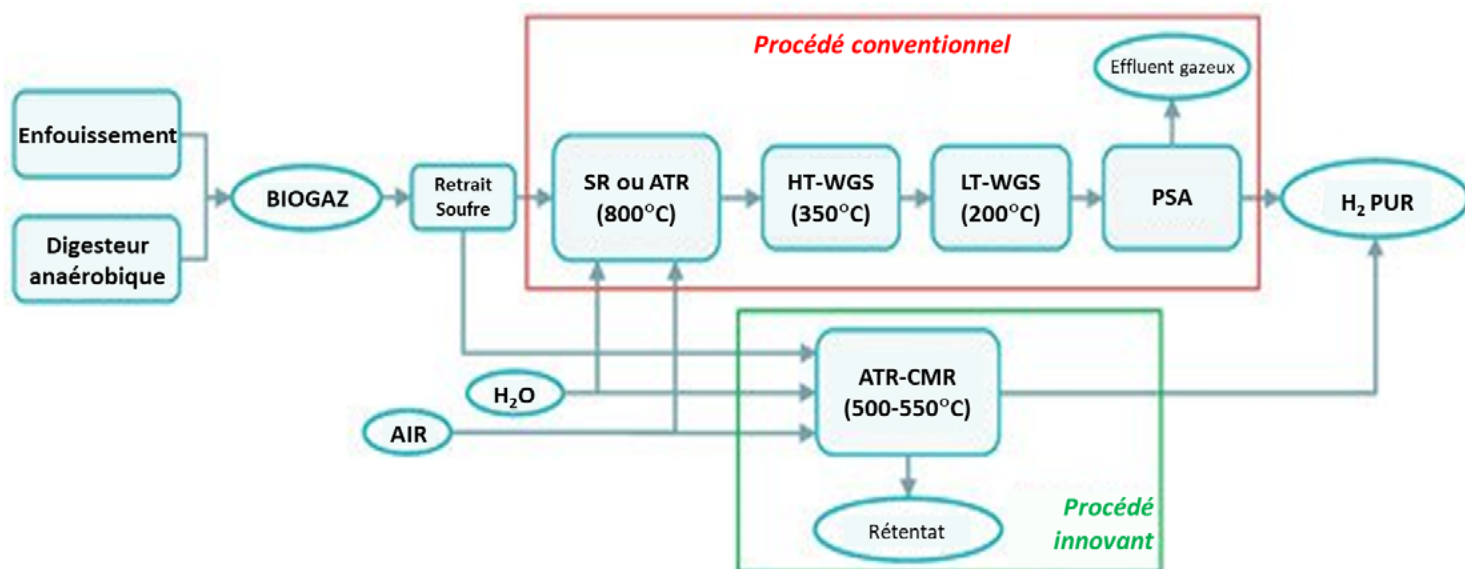 Procédé conventionnel
Effluent gazeux
Enfouissement
Digesteur
anaérobique
BIOGAZ
Retrait
Soufre
SR ou ATR
(800°C)
HT-WGS
(350°C)
LT-WGS
(200°C)
PSA
H₂ PUR
H₂O
AIR
ATR-CMR
(500-550°C)
Rétentat
Procédé
innovant